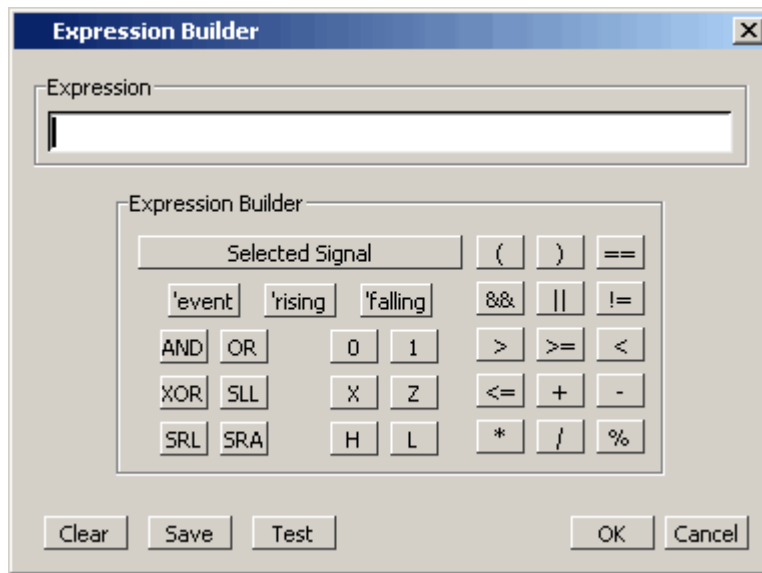 Expression Builder
Expression
Expression Builder
Selected Signal ( ) ==
'event 'rising 'falling && || !=
AND OR 0 1 > >= <
XOR SLL X Z <= + -
SRL SRA H L * / %
Clear Save Test OK Cancel